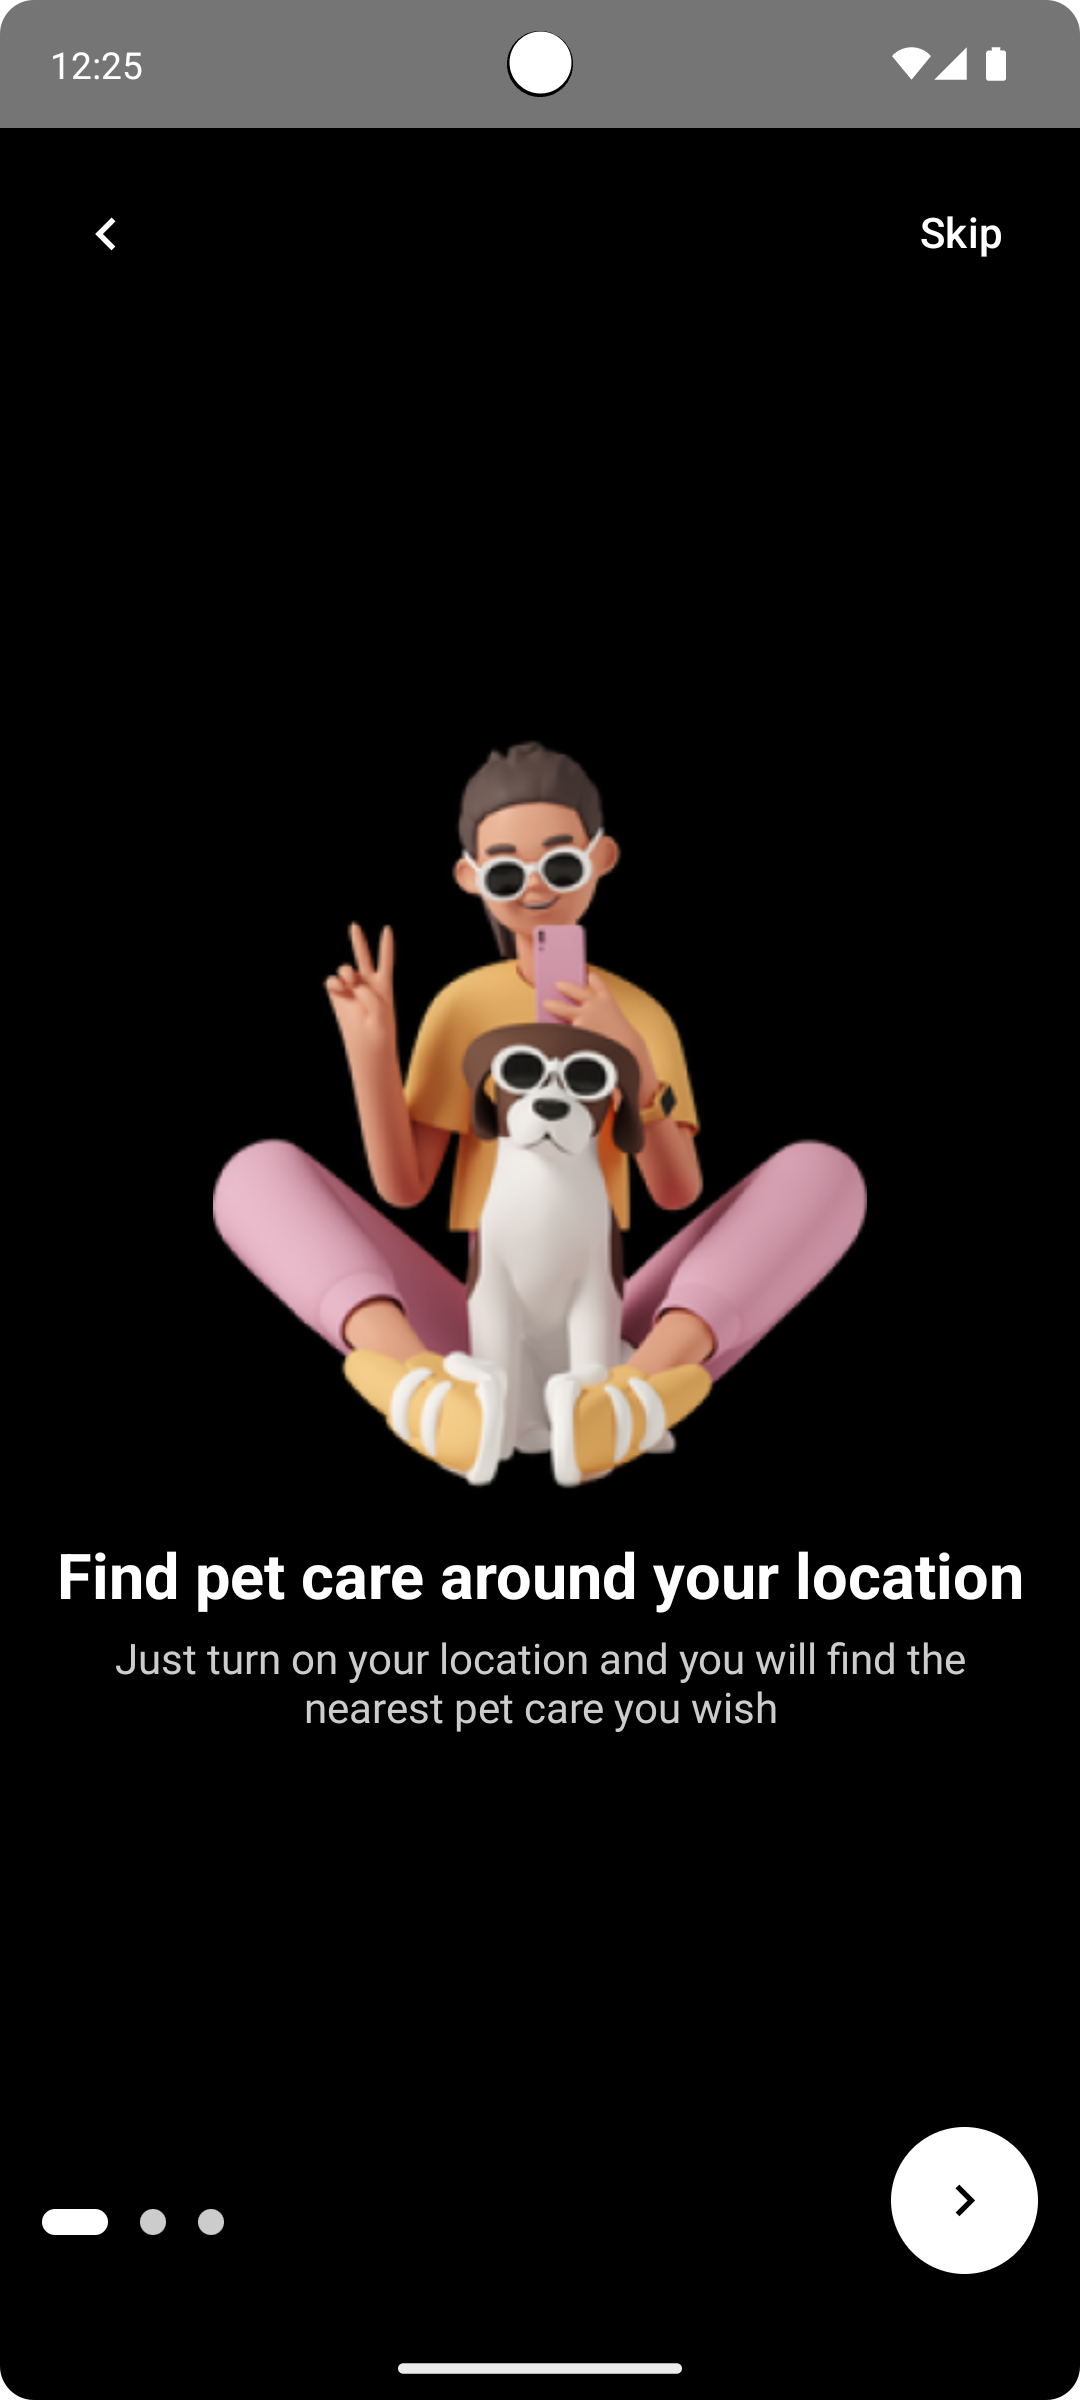 12:25
Skip
Find pet care around your location
Just turn on your location and you will find the
nearest pet care you wish